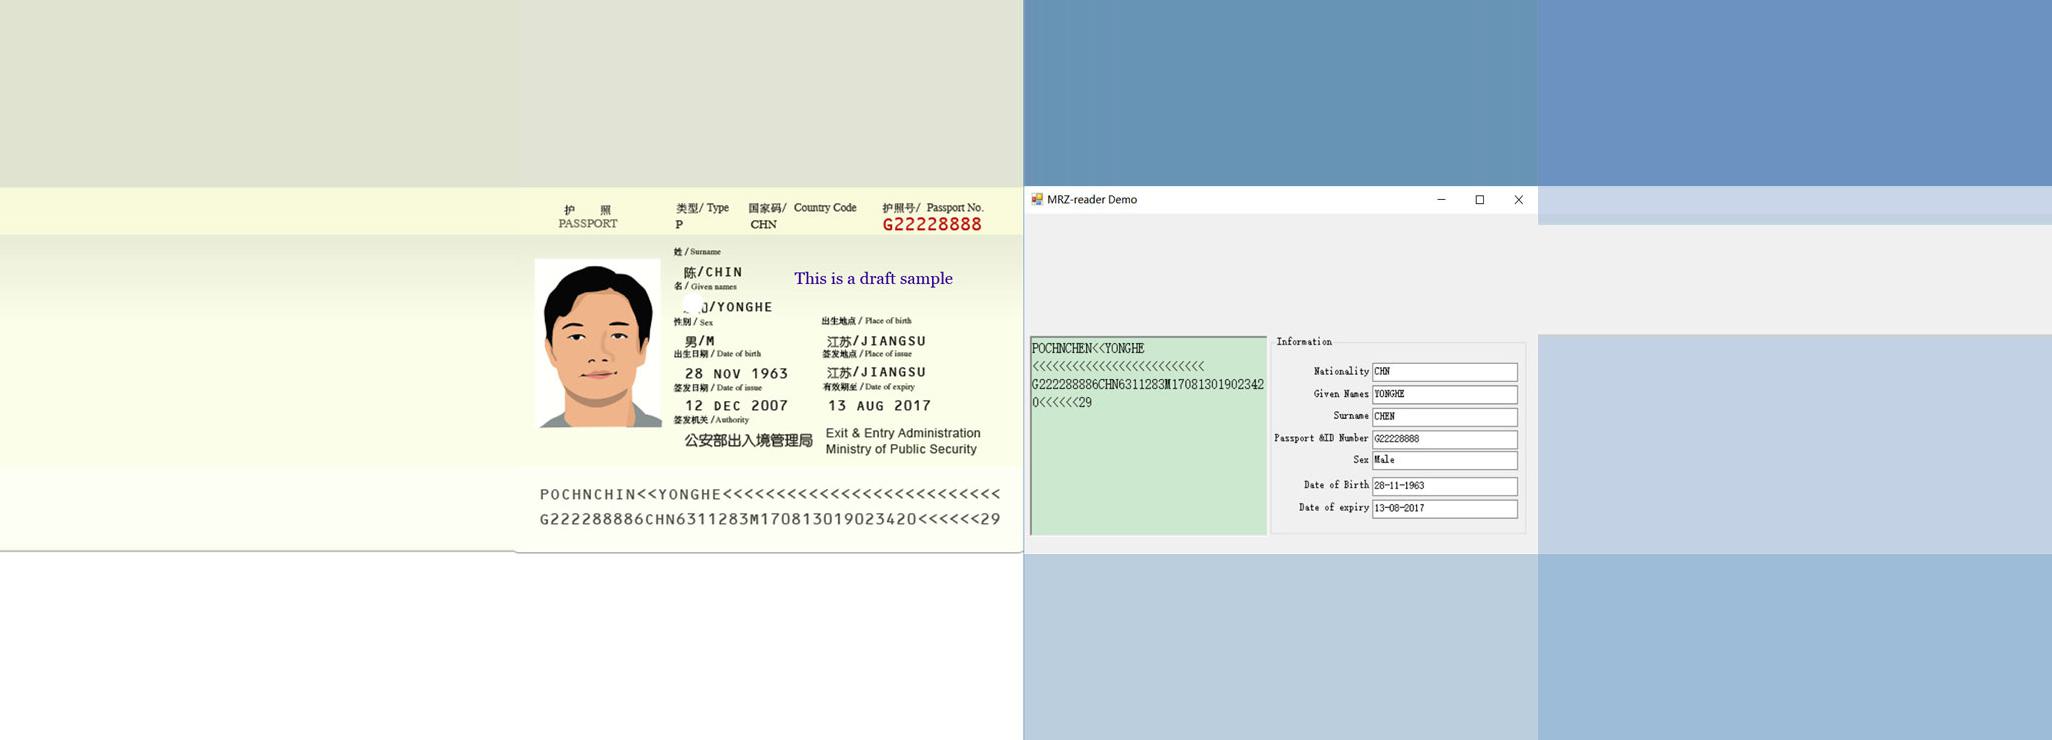 护 照
PASSPORT
类型/ Type
P
国家码/ Country Code
CHN
护照号/ Passport No.
G22228888
姓 / Surname
陈/CHIN
This is a draft sample
名 / Given names
/YONGHE
性别 / Sex
男/M
出生地点 / Place of birth
江苏/JIANGSU
出生日期 / Date of birth
28 NOV 1963
签发地点 / Place of issue
江苏/JIANGSU
签发日期 / Date of issue
12 DEC 2007
有效期至 / Date of expiry
13 AUG 2017
签发机关 / Authority
公安部出入境管理局
Exit & Entry Administration
Ministry of Public Security
POCHNCHIN<<YONGHE<<<<<<<<<<<<<<<<<<<<<<<<<<
G222288886CHN6311283M170813019023420<<<<<<29
MRZ-reader Demo
POCHNCHEN<<YONGHE
<<<<<<<<<<<<<<<<<<<<<<<<<<
G222288886CHN6311283M17081301902342
0<<<<<<29
Information
Nationality CHN
Given Names YONGHE
Surname CHEN
Passport &ID Number G22228888
Sex Male
Date of Birth 28-11-1963
Date of expiry 13-08-2017